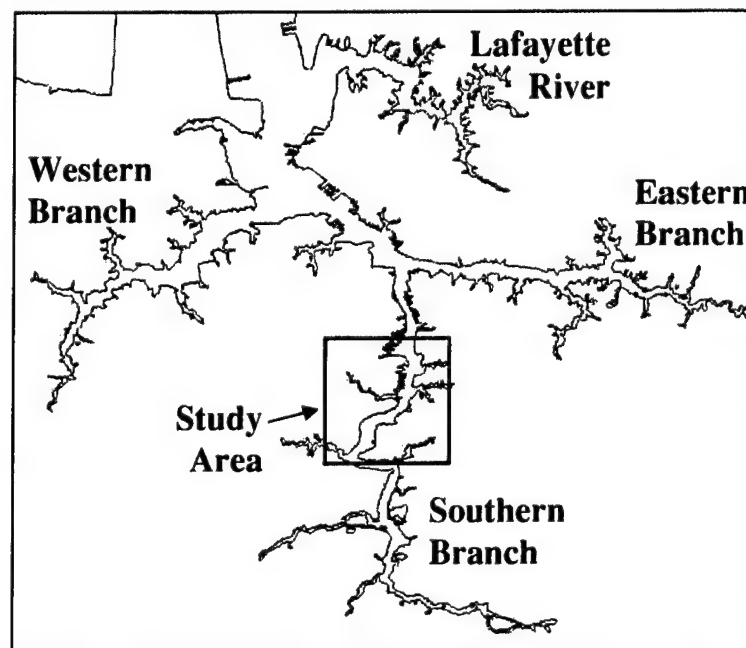 Lafayette
River
Western
Branch
Eastern
Branch
Study
Area
Southern
Branch